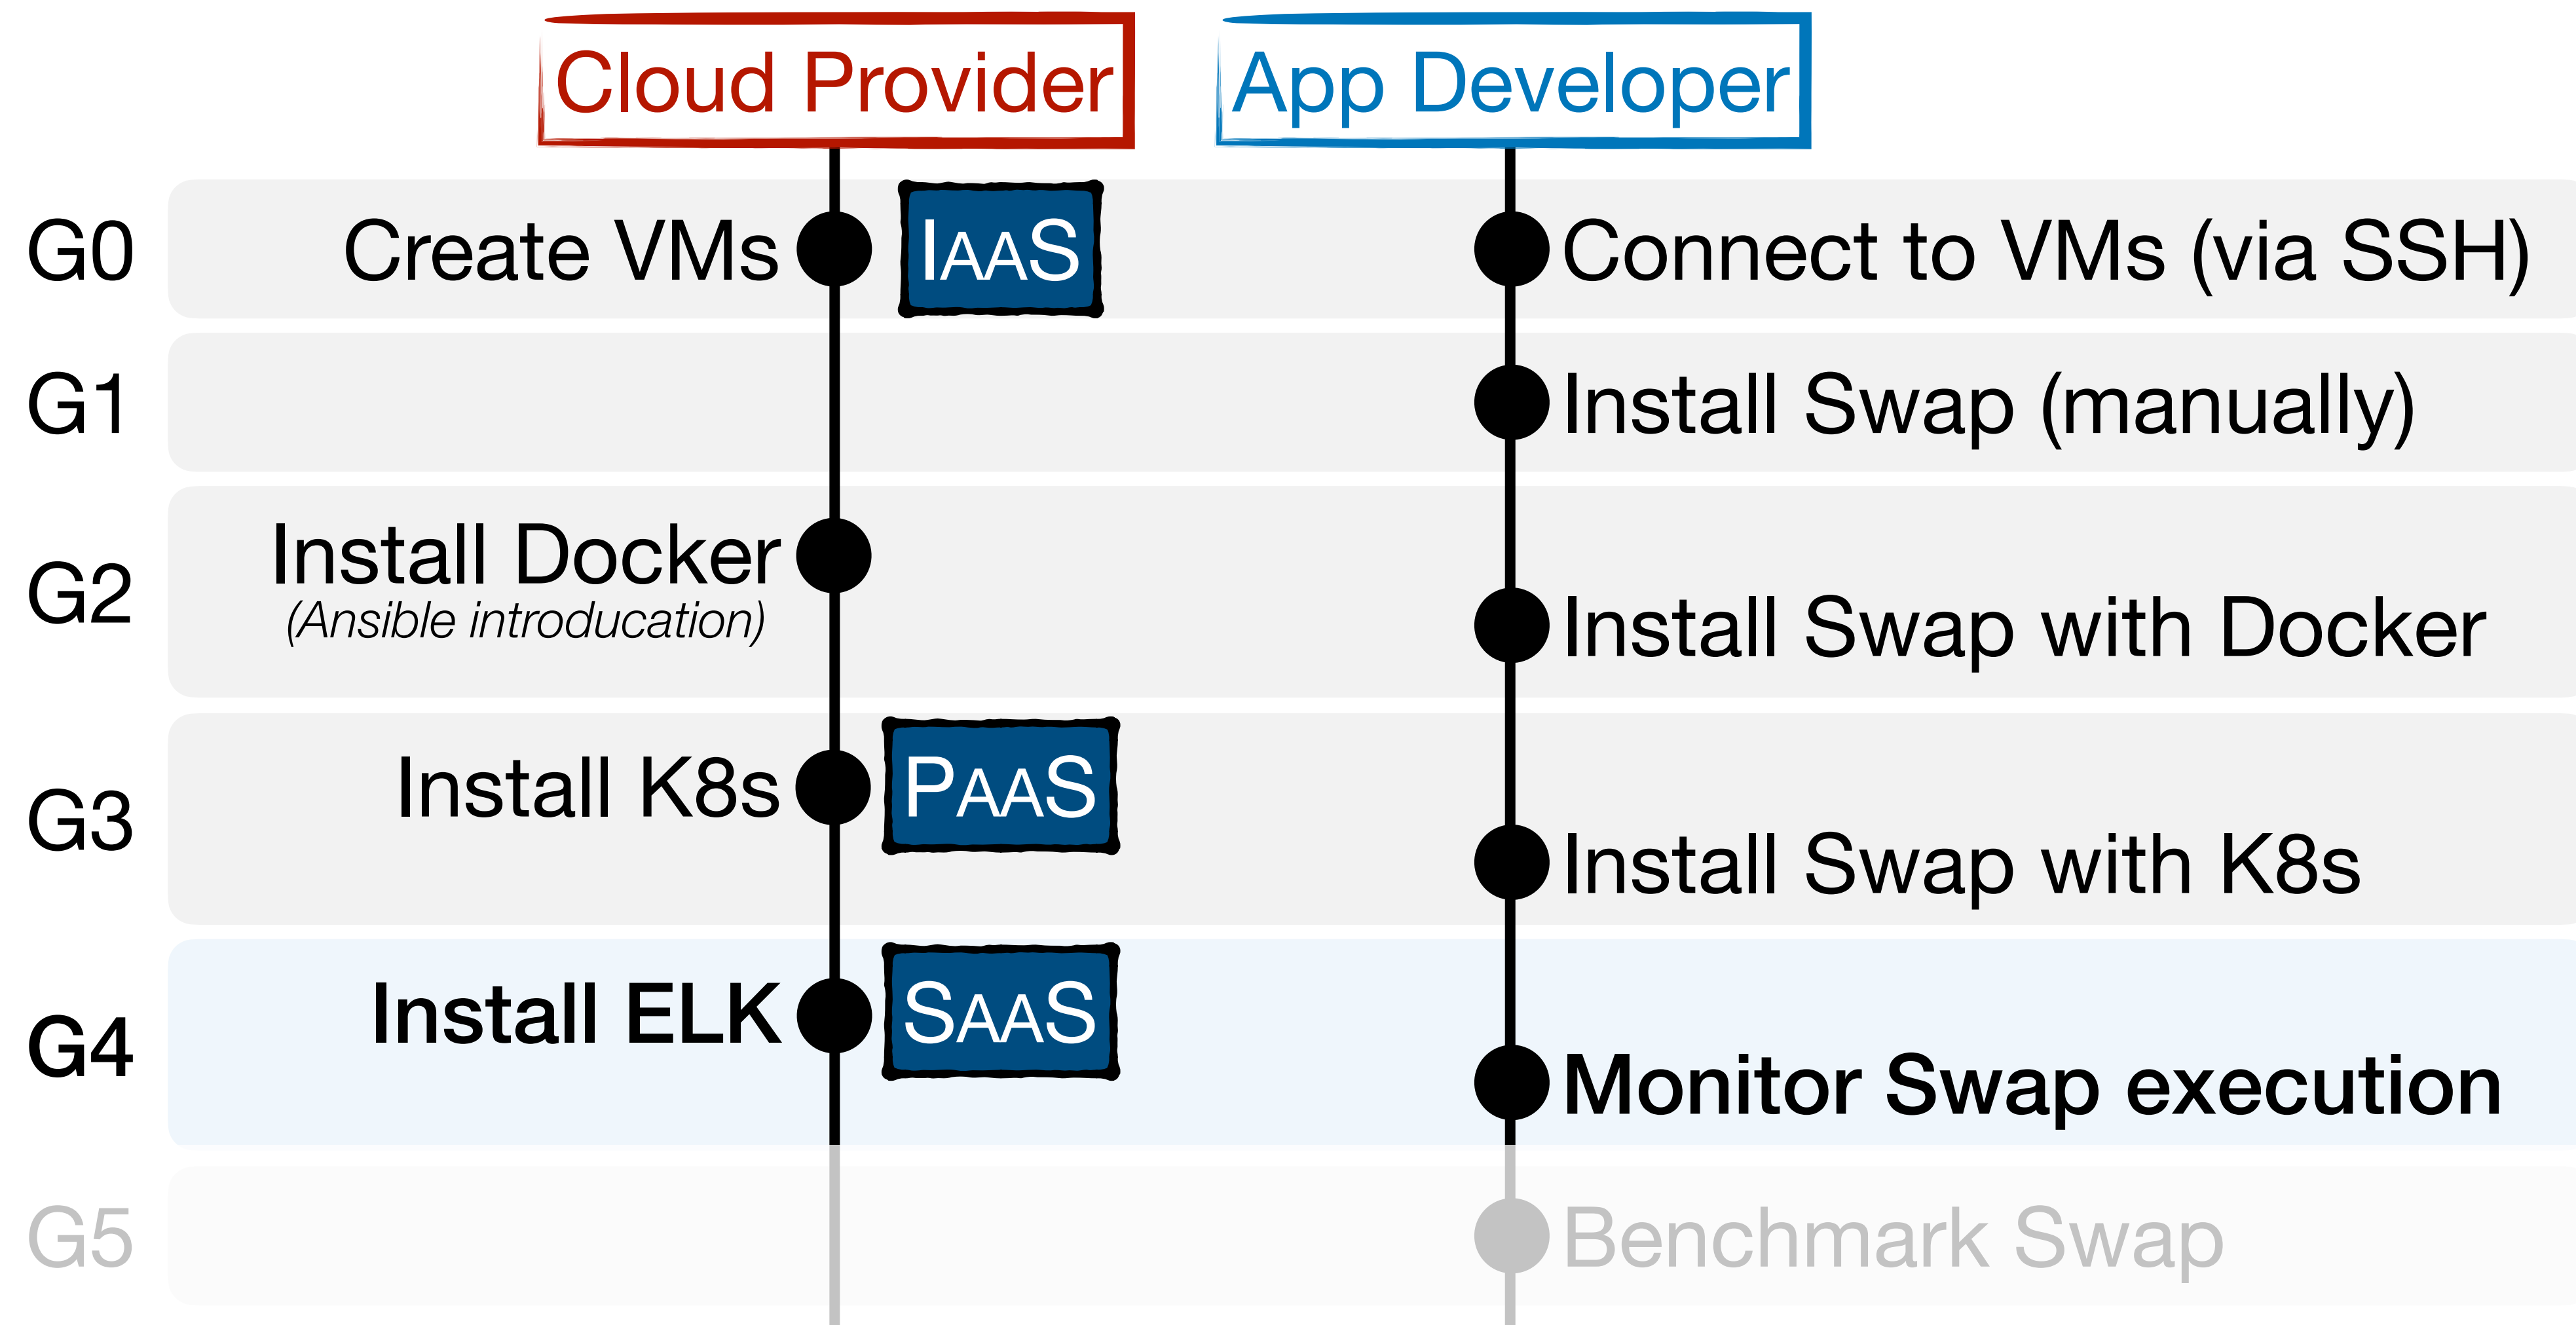 Cloud Provider
App Developer
G0
Create VMs
IAAS
Connect to VMs (via SSH)
G1
Install Swap (manually)
G2
Install Docker
(Ansible introducation)
Install Swap with Docker
G3
Install K8s
PAAS
Install Swap with K8s
G4
Install ELK
SAAS
Monitor Swap execution
G5
Benchmark Swap